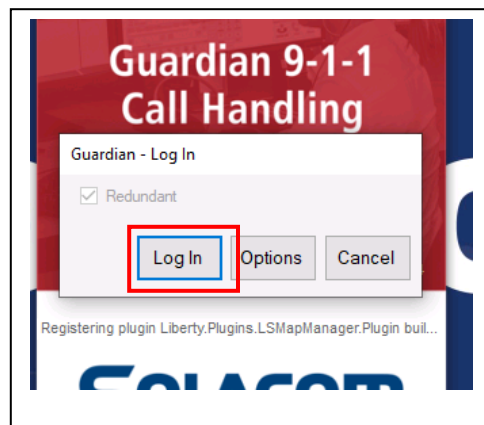 Guardian 9-1-1
Call Handling
Guardian - Log In
Redundant
Log In Options Cancel
Registering plugin Liberty.Plugins.LSMapManager.Plugin buil...